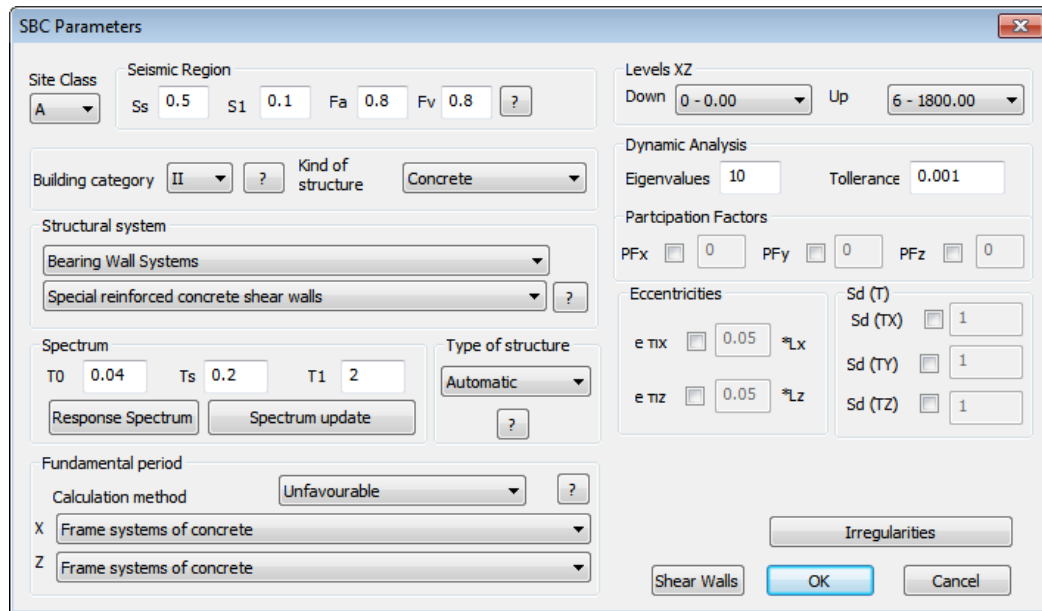 SBC Parameters
Site Class
A
Seismic Region
Ss 0.5 S1 0.1 Fa 0.8 Fv 0.8 ?
Building category II ? Kind of structure Concrete
Structural system
Bearing Wall Systems
Special reinforced concrete shear walls ?
Spectrum
T0 0.04 Ts 0.2 T1 2
Response Spectrum Spectrum update
Type of structure
Automatic
?
Fundamental period
Calculation method Unfavourable ?
X Frame systems of concrete
Z Frame systems of concrete
Levels XZ
Down 0 - 0.00 Up 6 - 1800.00
Dynamic Analysis
Eigenvalues 10 Tollerance 0.001
Partcipation Factors
PFx 0 PFy 0 PFz 0
Eccentricities
e πx 0.05 *Lx
e πz 0.05 *Lz
Sd (T)
Sd (TX) 1
Sd (TY) 1
Sd (TZ) 1
Irregularities
Shear Walls OK Cancel